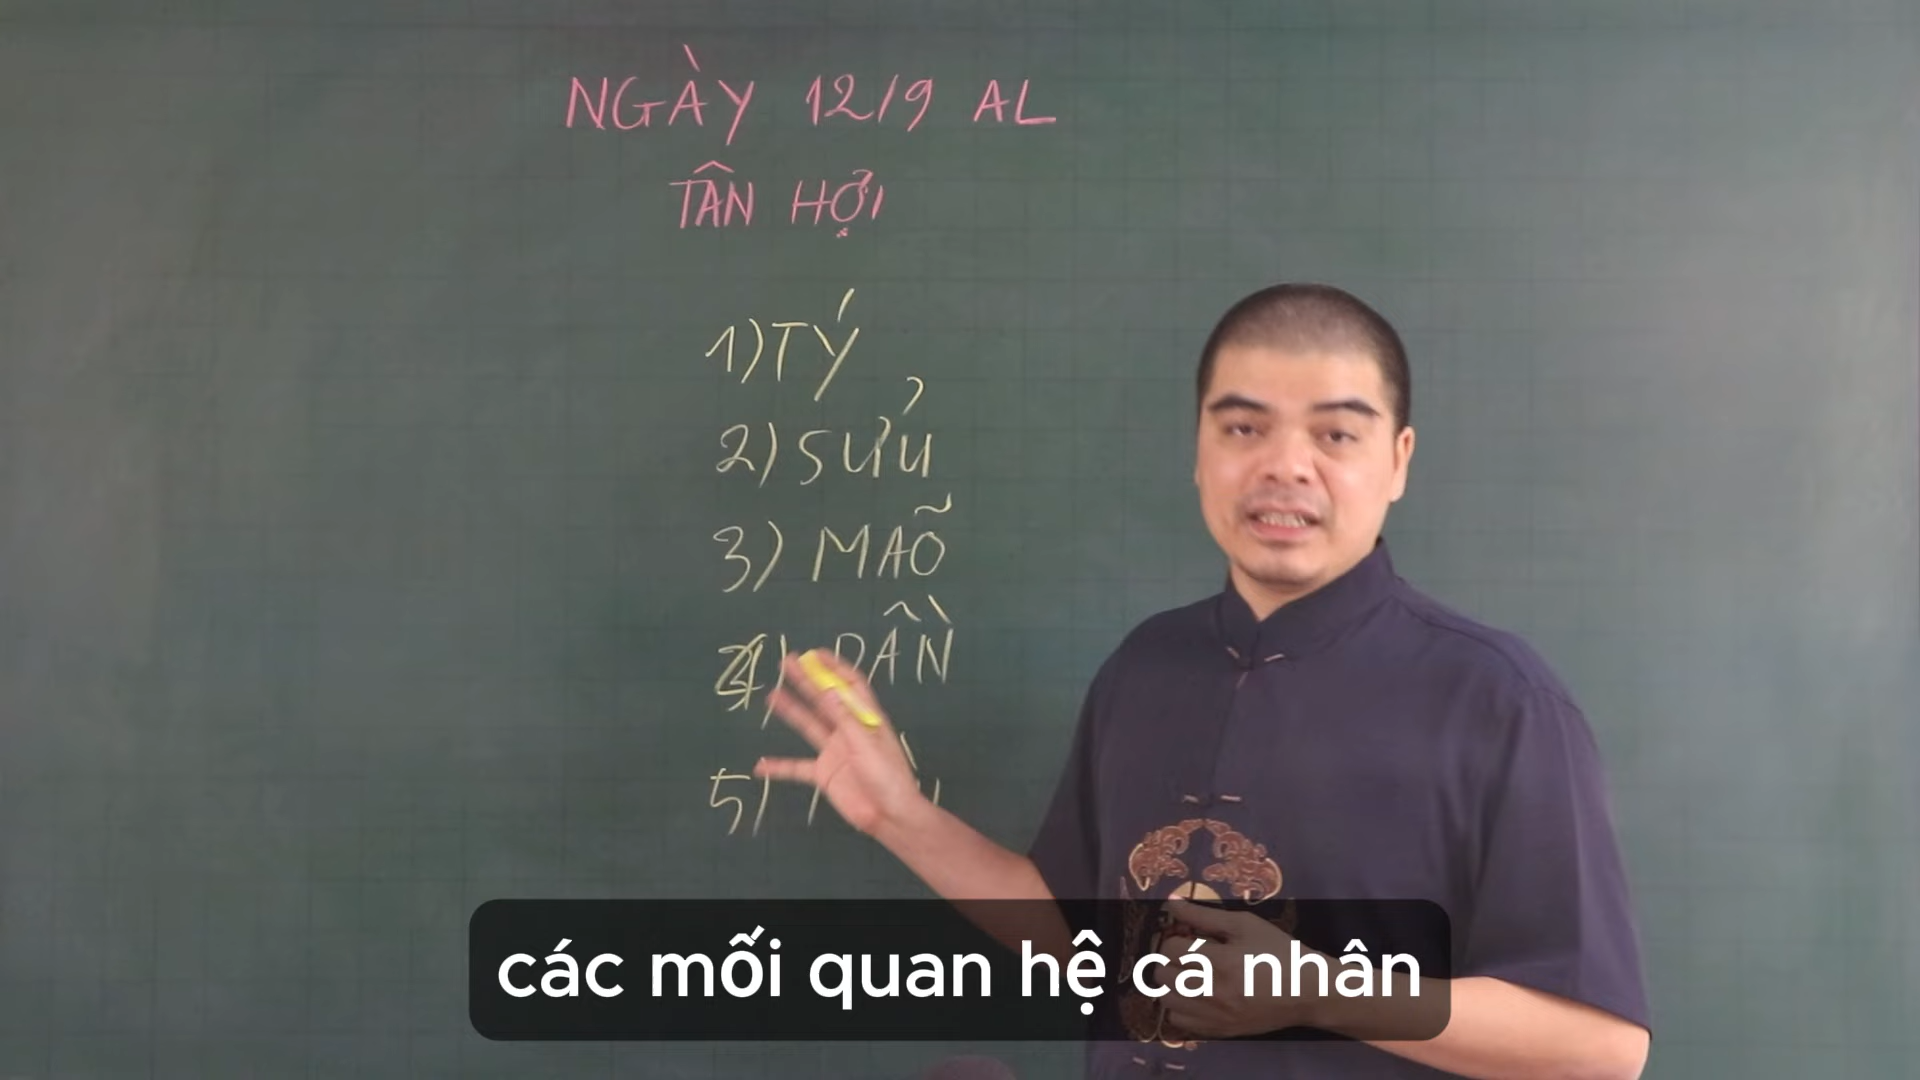 NGÀY 12/9 AL
TÂN HỢI
1) TÝ
2) SỬU
3) MÃO
4) DẦN
5)
các mối quan hệ cá nhân